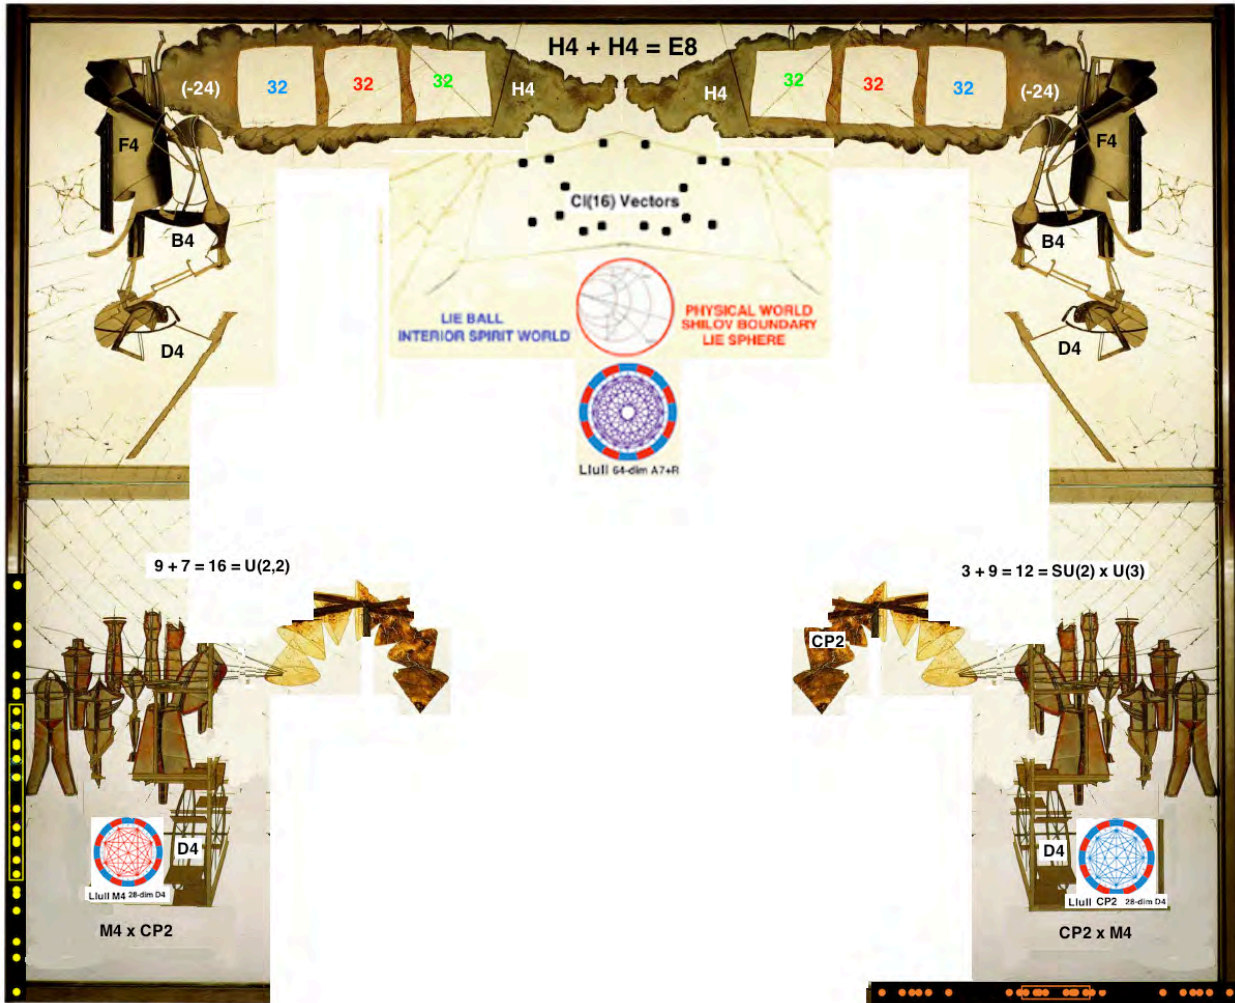 H4 + H4 = E8
(-24) 32 32 32 H4
H4 32 32 32 (-24)
F4
F4
Cl(16) Vectors
B4
B4
LIE BALL
INTERIOR SPIRIT WORLD
PHYSICAL WORLD
SHILOV BOUNDARY
LIE SPHERE
D4
D4
Llull 64-dim A7+R
9 + 7 = 16 = U(2,2)
3 + 9 = 12 = SU(2) x U(3)
CP2
D4
D4
Llull M4 28-dim D4
Llull CP2 28-dim D4
M4 x CP2
CP2 x M4